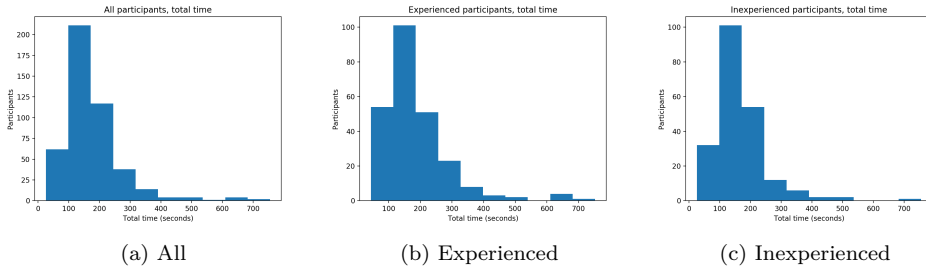 All participants, total time
200
175
150
125
100
75
50
25
0
Participants
0 100 200 300 400 500 600 700
Total time (seconds)
(a) All
Experienced participants, total time
100
80
60
40
20
0
Participants
100 200 300 400 500 600 700
Total time (seconds)
(b) Experienced
Inexperienced participants, total time
100
80
60
40
20
0
Participants
0 100 200 300 400 500 600 700
Total time (seconds)
(c) Inexperienced